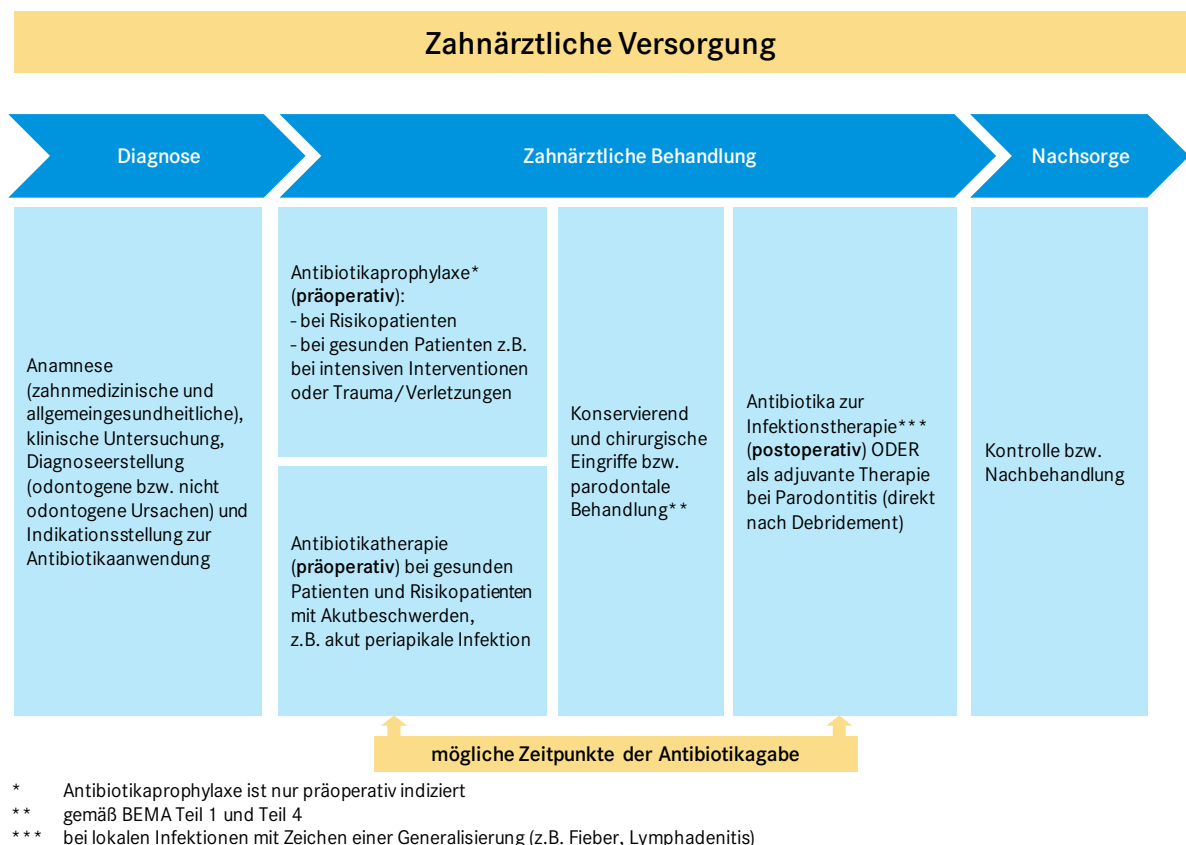 Zahnärztliche Versorgung
Diagnose
Zahnärztliche Behandlung
Nachsorge
Anamnese
(zahnmedizinische und
allgemeingesundheitliche),
klinische Untersuchung,
Diagnoseerstellung
(odontogene bzw. nicht
odontogene Ursachen) und
Indikationsstellung zur
Antibiotikaanwendung
Antibiotikaprophylaxe*
(präoperativ):
- bei Risikopatienten
- bei gesunden Patienten z.B.
bei intensiven Interventionen
oder Trauma/Verletzungen
Antibiotikatherapie
(präoperativ) bei gesunden
Patienten und Risikopatienten
mit Akutbeschwerden,
z.B. akut periapikale Infektion
Konservierend
und chirurgische
Eingriffe bzw.
parodontale
Behandlung**
Antibiotika zur
Infektionstherapie***
(postoperativ) ODER
als adjuvante Therapie
bei Parodontitis (direkt
nach Debridement)
Kontrolle bzw.
Nachbehandlung
mögliche Zeitpunkte der Antibiotikagabe
* Antibiotikaprophylaxe ist nur präoperativ indiziert
** gemäß BEMA Teil 1 und Teil 4
*** bei lokalen Infektionen mit Zeichen einer Generalisierung (z.B. Fieber, Lymphadenitis)